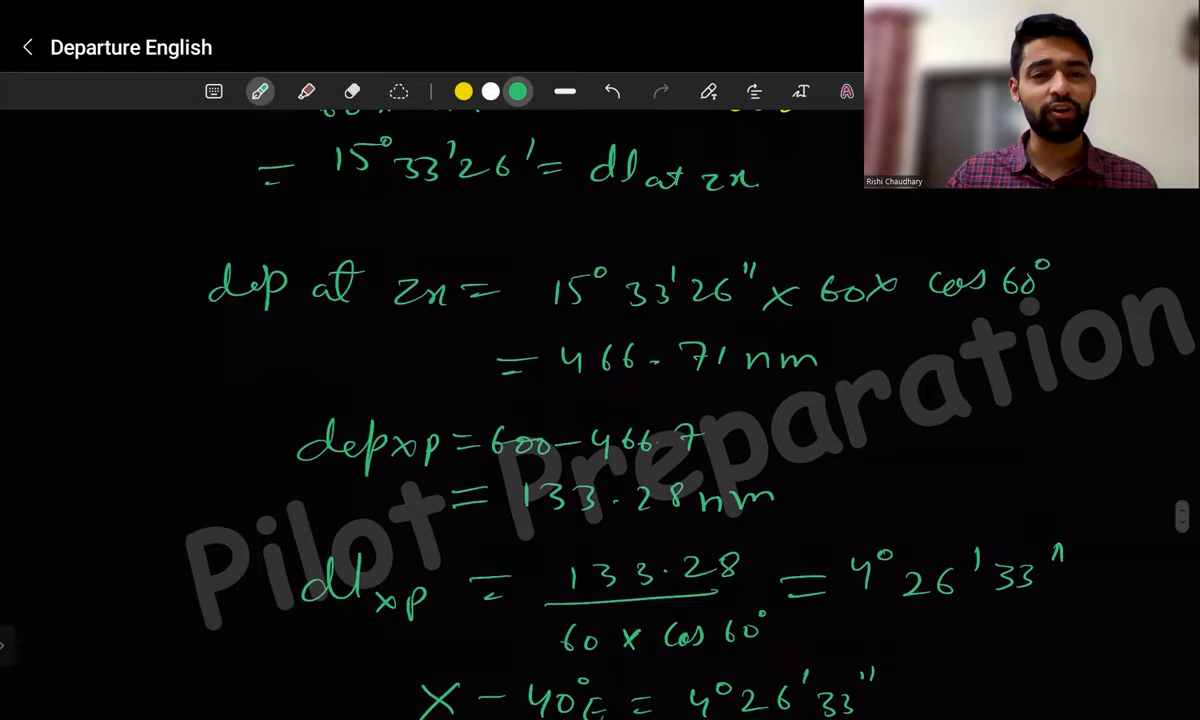 Departure English
Rishi Chaudhary
= 15° 33' 26' = dl at zx
dep at zx = 15° 33' 26" x 60 x cos 60°
= 466.71 nm
dep xp = 600 - 466.7
= 133.28 nm
dl xp = 133.28 / 60 x cos 60° = 4° 26' 33"
X - 40° E = 4° 26' 33"
Pilot Preparation